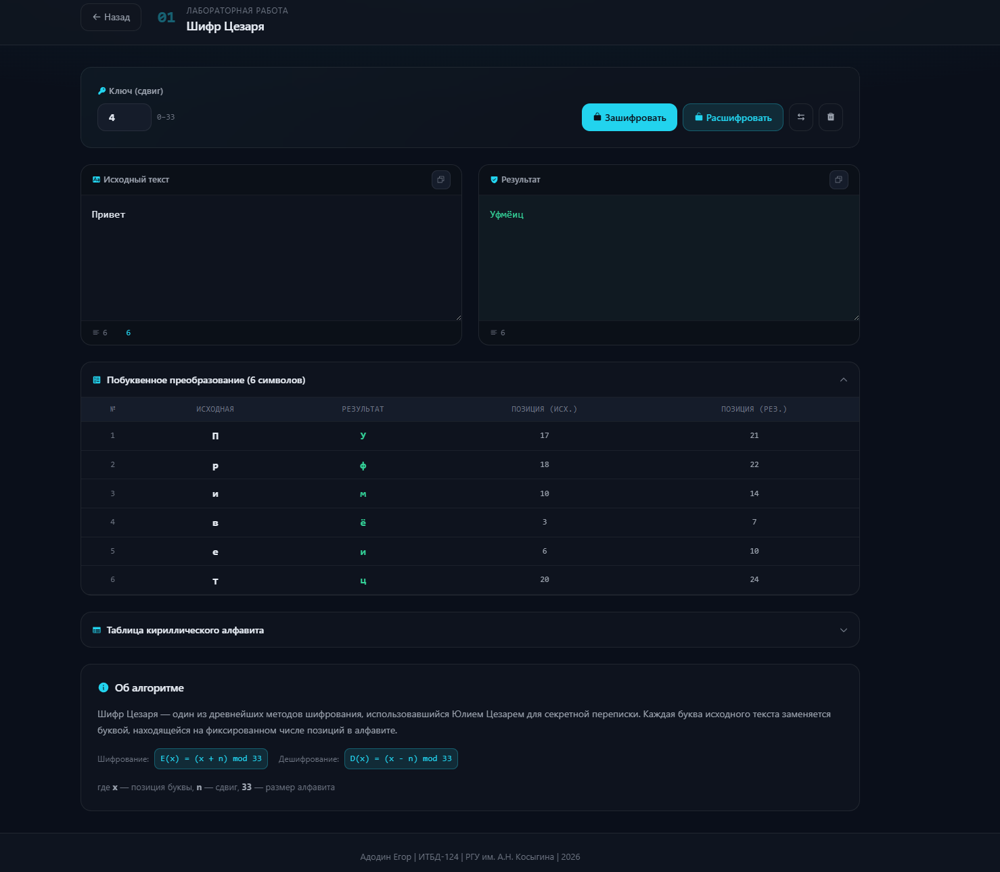 ← Назад
01
ЛАБОРАТОРНАЯ РАБОТА
Шифр Цезаря
Ключ (сдвиг)
4
0–33
Зашифровать
Расшифровать
Исходный текст
Привет
6 6
Результат
Уфмёиц
6
Побуквенное преобразование (6 символов)
№ ИСХОДНАЯ РЕЗУЛЬТАТ ПОЗИЦИЯ (ИСХ.) ПОЗИЦИЯ (РЕЗ.)
1 П У 17 21
2 р ф 18 22
3 и м 10 14
4 в ё 3 7
5 е и 6 10
6 т ц 20 24
Таблица кириллического алфавита
Об алгоритме
Шифр Цезаря — один из древнейших методов шифрования, использовавшийся Юлием Цезарем для секретной переписки. Каждая буква исходного текста заменяется
буквой, находящейся на фиксированном числе позиций в алфавите.
Шифрование: E(x) = (x + n) mod 33 Дешифрование: D(x) = (x - n) mod 33
где x — позиция буквы, n — сдвиг, 33 — размер алфавита
Адодин Егор | ИТБД-124 | РГУ им. А.Н. Косыгина | 2026